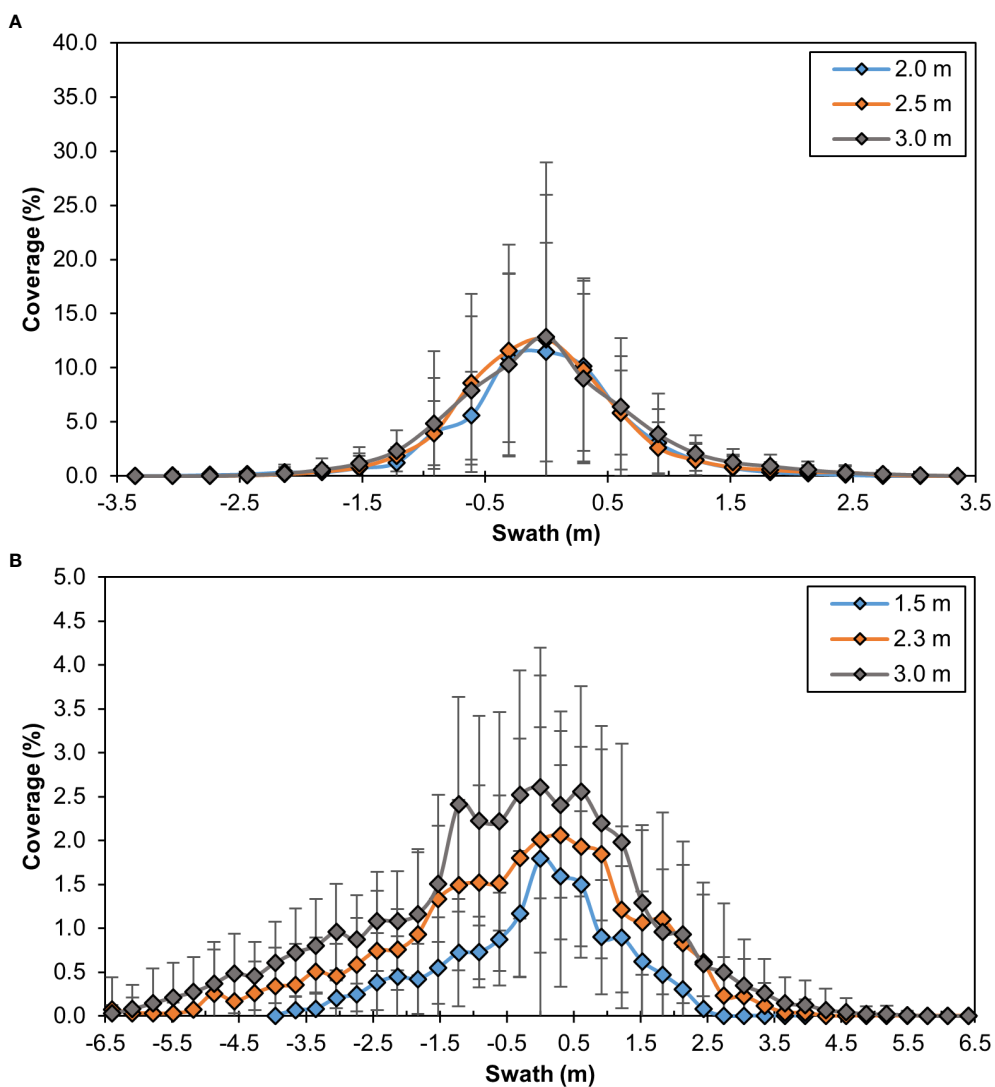 A
40.0
35.0
30.0
25.0
20.0
15.0
10.0
5.0
0.0
Coverage (%)
2.0 m
2.5 m
3.0 m
-3.5 -2.5 -1.5 -0.5 0.5 1.5 2.5 3.5
Swath (m)
B
5.0
4.5
4.0
3.5
3.0
2.5
2.0
1.5
1.0
0.5
0.0
Coverage (%)
1.5 m
2.3 m
3.0 m
-6.5 -5.5 -4.5 -3.5 -2.5 -1.5 -0.5 0.5 1.5 2.5 3.5 4.5 5.5 6.5
Swath (m)